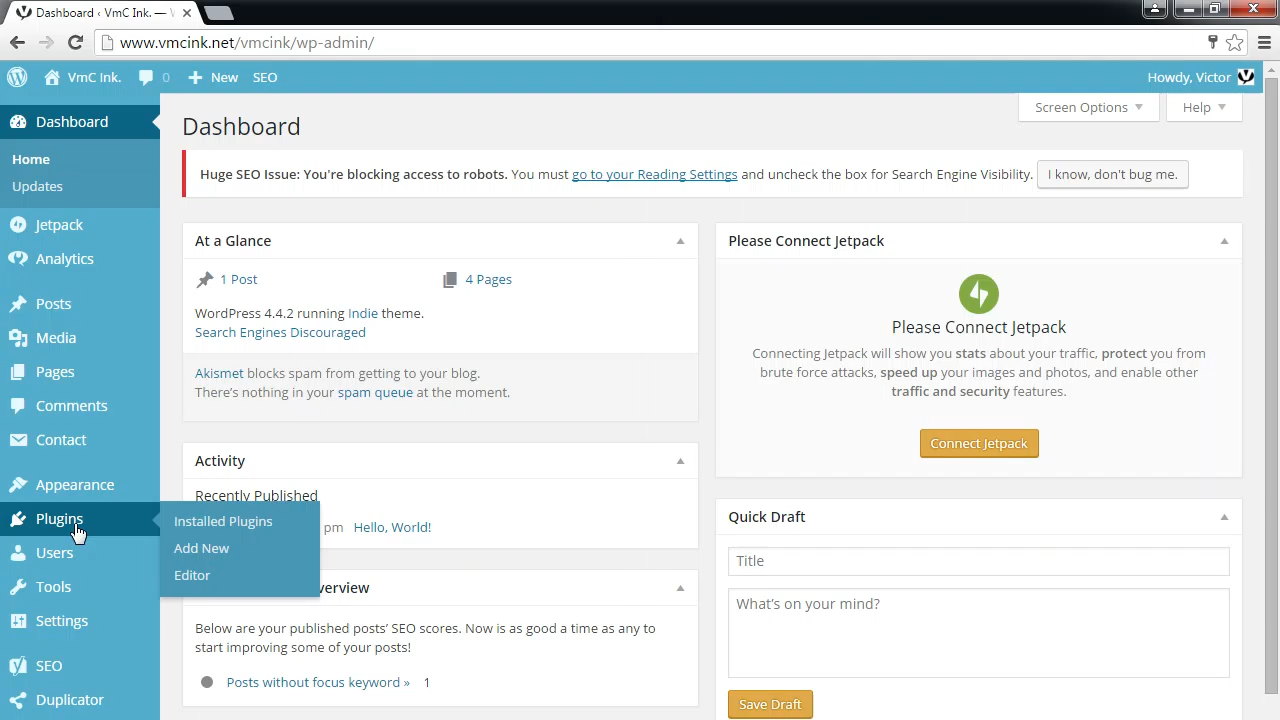 Dashboard ‹ VmC Ink. — W
www.vmcink.net/vmcink/wp-admin/
VmC Ink. 0 New SEO Howdy, Victor
Dashboard
Home
Updates
Jetpack
Analytics
Posts
Media
Pages
Comments
Contact
Appearance
Plugins
Users
Tools
Settings
SEO
Duplicator
Installed Plugins
Add New
Editor
Screen Options Help
Dashboard
Huge SEO Issue: You're blocking access to robots. You must go to your Reading Settings and uncheck the box for Search Engine Visibility. I know, don't bug me.
At a Glance
1 Post 4 Pages
WordPress 4.4.2 running Indie theme.
Search Engines Discouraged
Akismet blocks spam from getting to your blog.
There's nothing in your spam queue at the moment.
Activity
Recently Published
pm Hello, World!
verview
Below are your published posts' SEO scores. Now is as good a time as any to
start improving some of your posts!
Posts without focus keyword » 1
Please Connect Jetpack
Please Connect Jetpack
Connecting Jetpack will show you stats about your traffic, protect you from
brute force attacks, speed up your images and photos, and enable other
traffic and security features.
Connect Jetpack
Quick Draft
Title
What's on your mind?
Save Draft